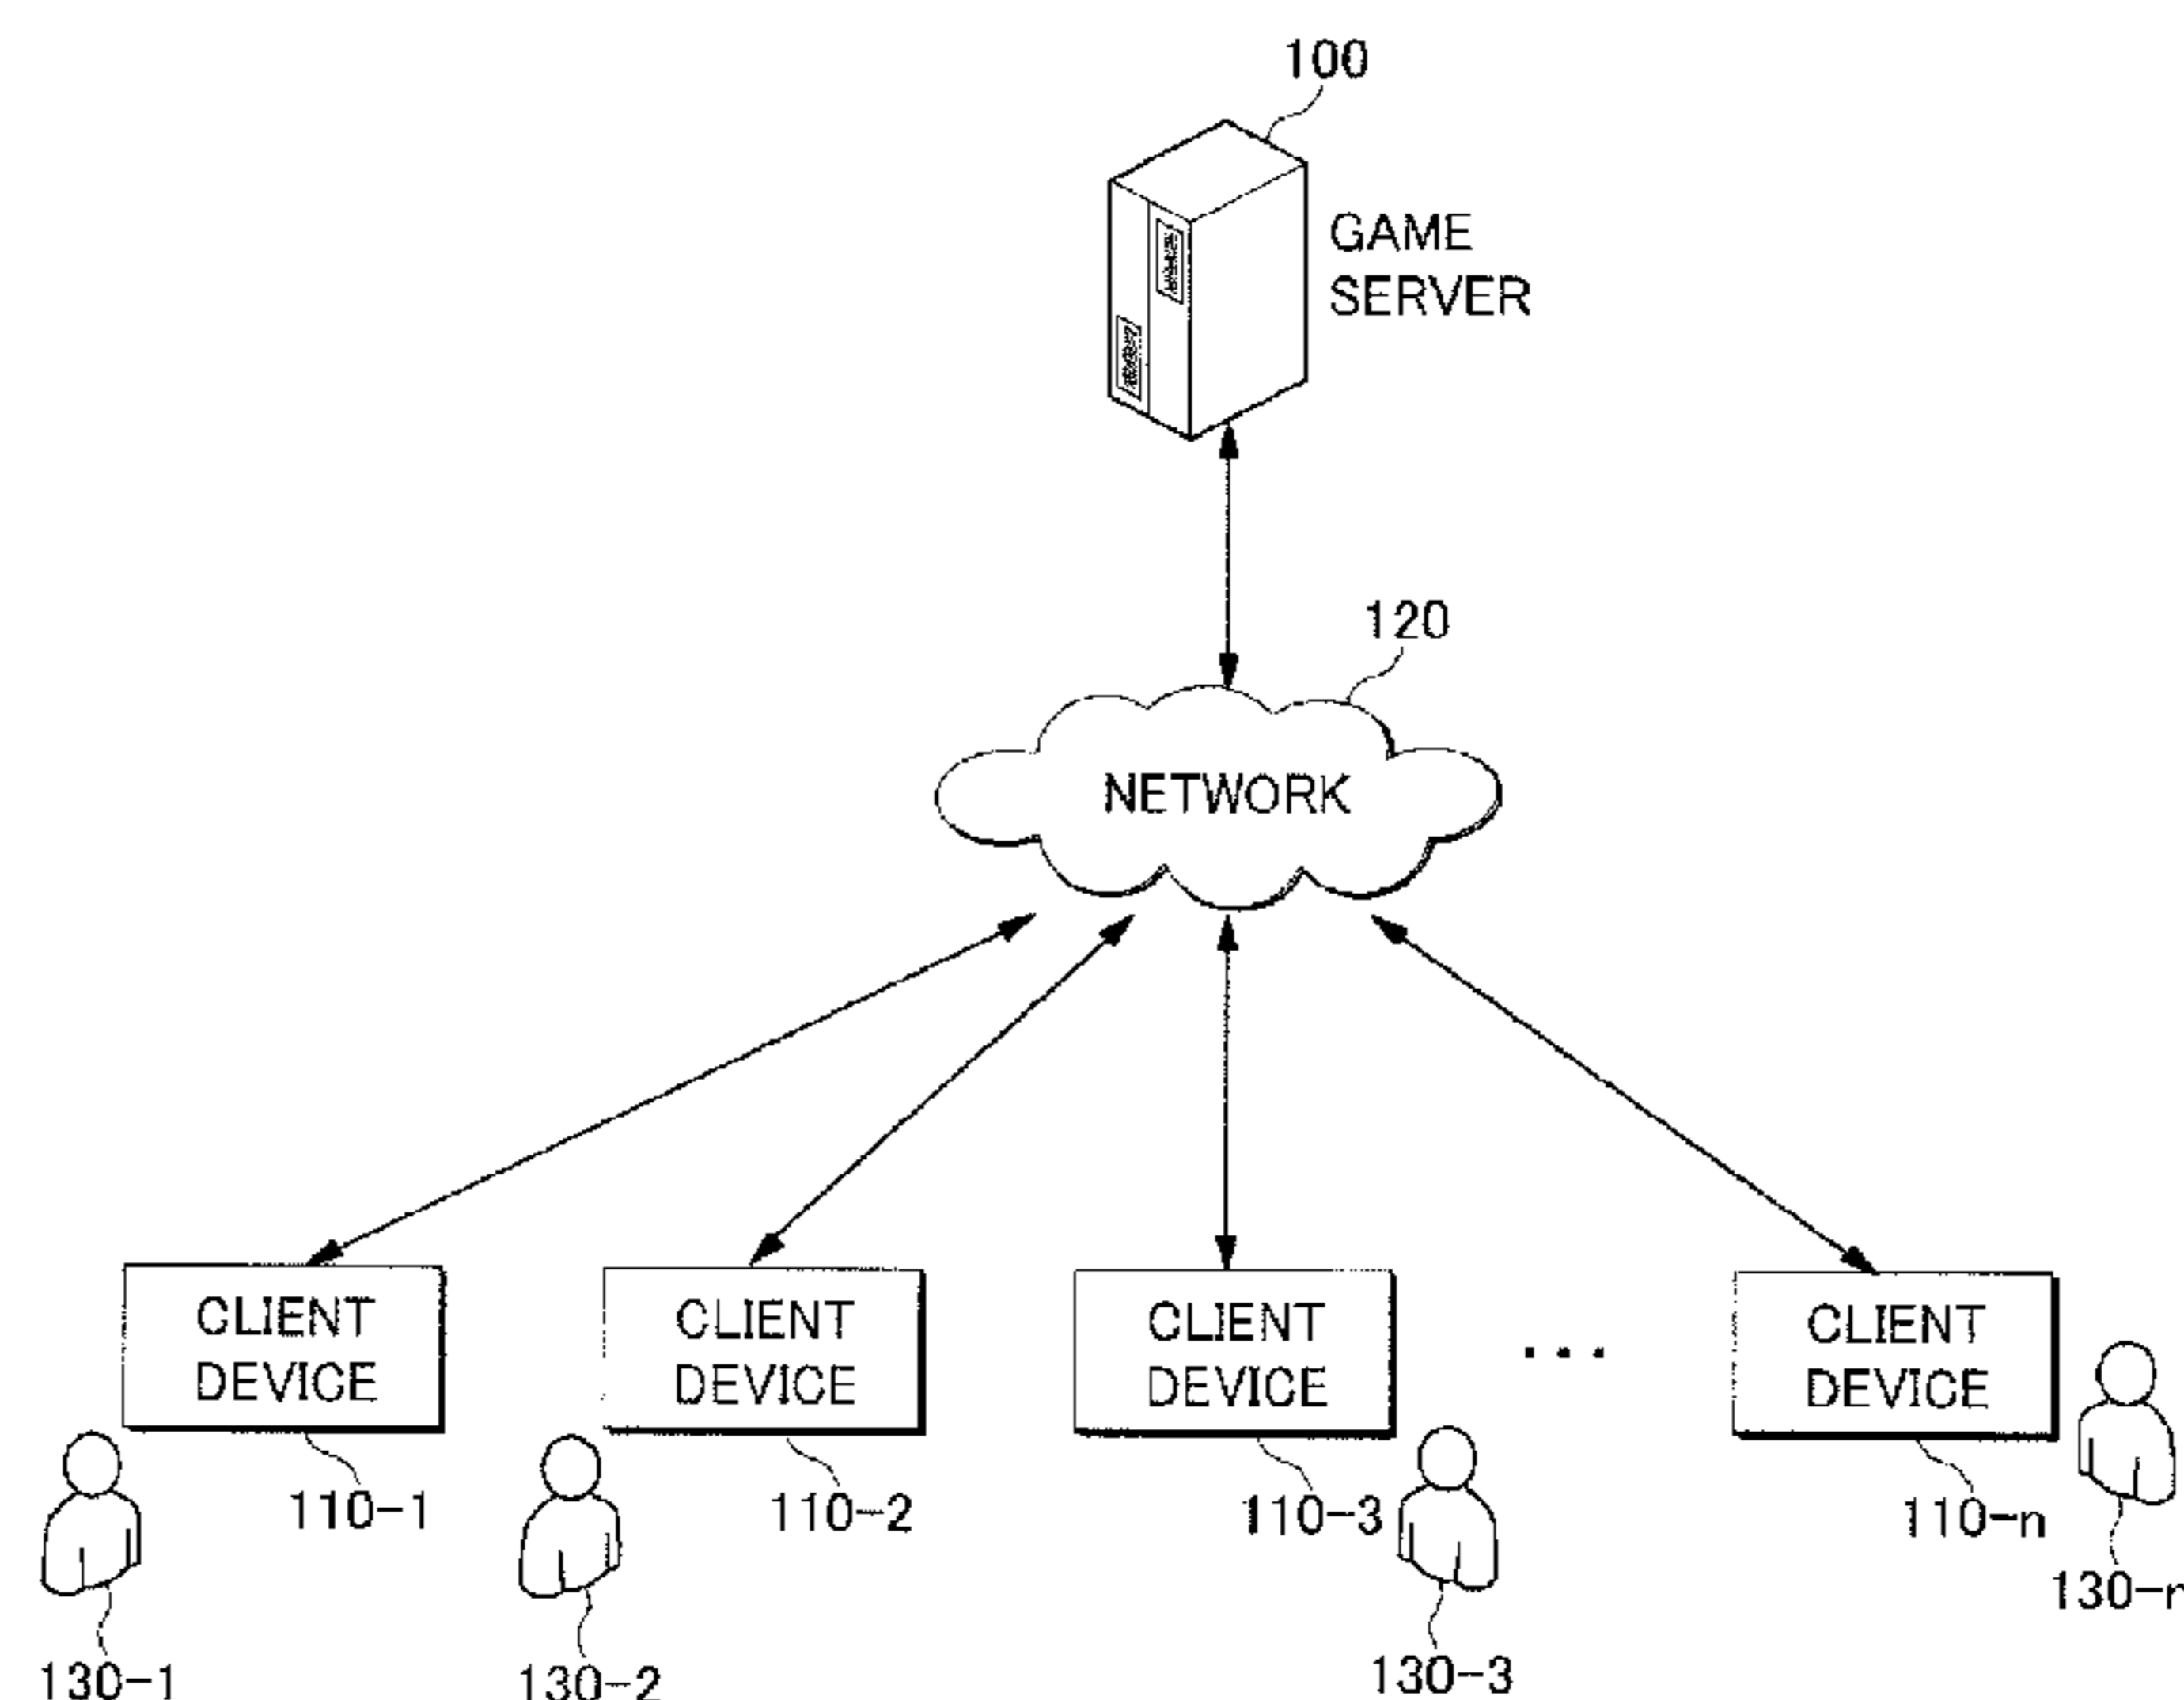 100
GAME
SERVER
120
NETWORK
CLIENT
DEVICE
CLIENT
DEVICE
CLIENT
DEVICE
...
CLIENT
DEVICE
110-1
110-2
110-3
110-n
130-1
130-2
130-3
130-n